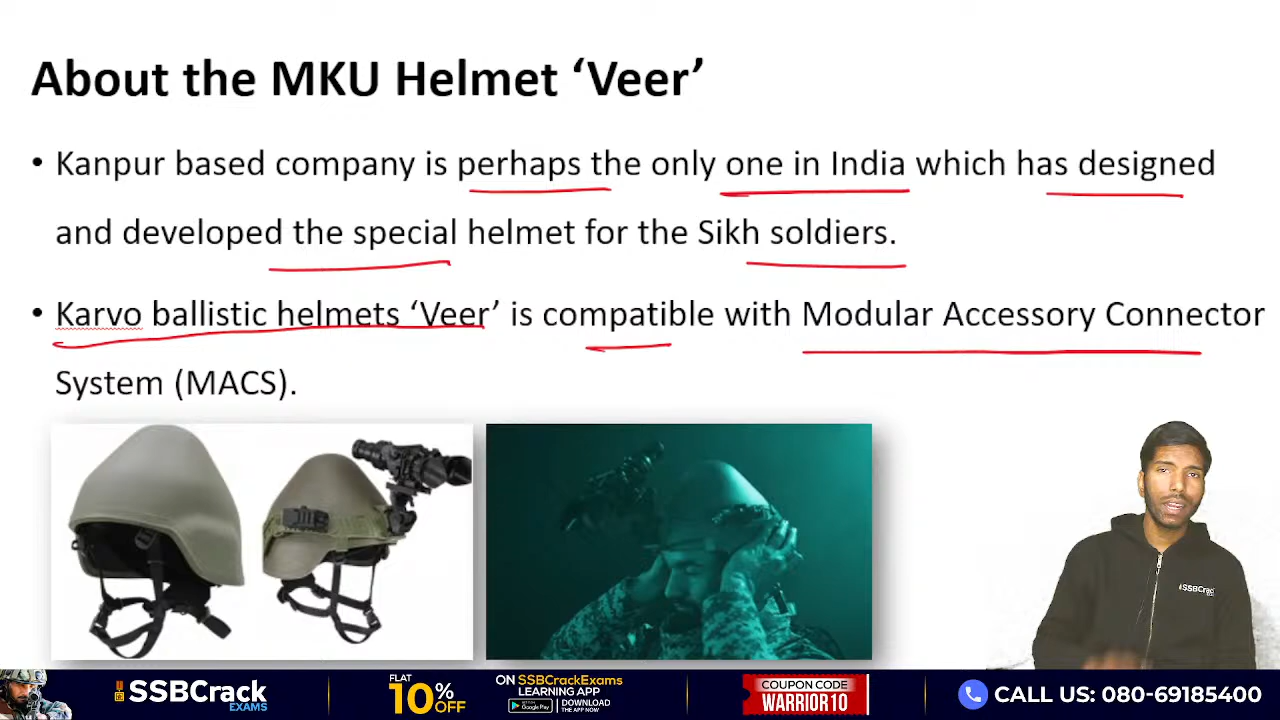 About the MKU Helmet ‘Veer’
• Kanpur based company is perhaps the only one in India which has designed
and developed the special helmet for the Sikh soldiers.
• Karvo ballistic helmets ‘Veer’ is compatible with Modular Accessory Connector
System (MACS).
SSBCrack
SSBCrack
EXAMS
FLAT
10% OFF
ON SSBCrackExams
LEARNING APP
Google Play
DOWNLOAD
THE APP NOW
COUPON CODE
WARRIOR10
CALL US: 080-69185400